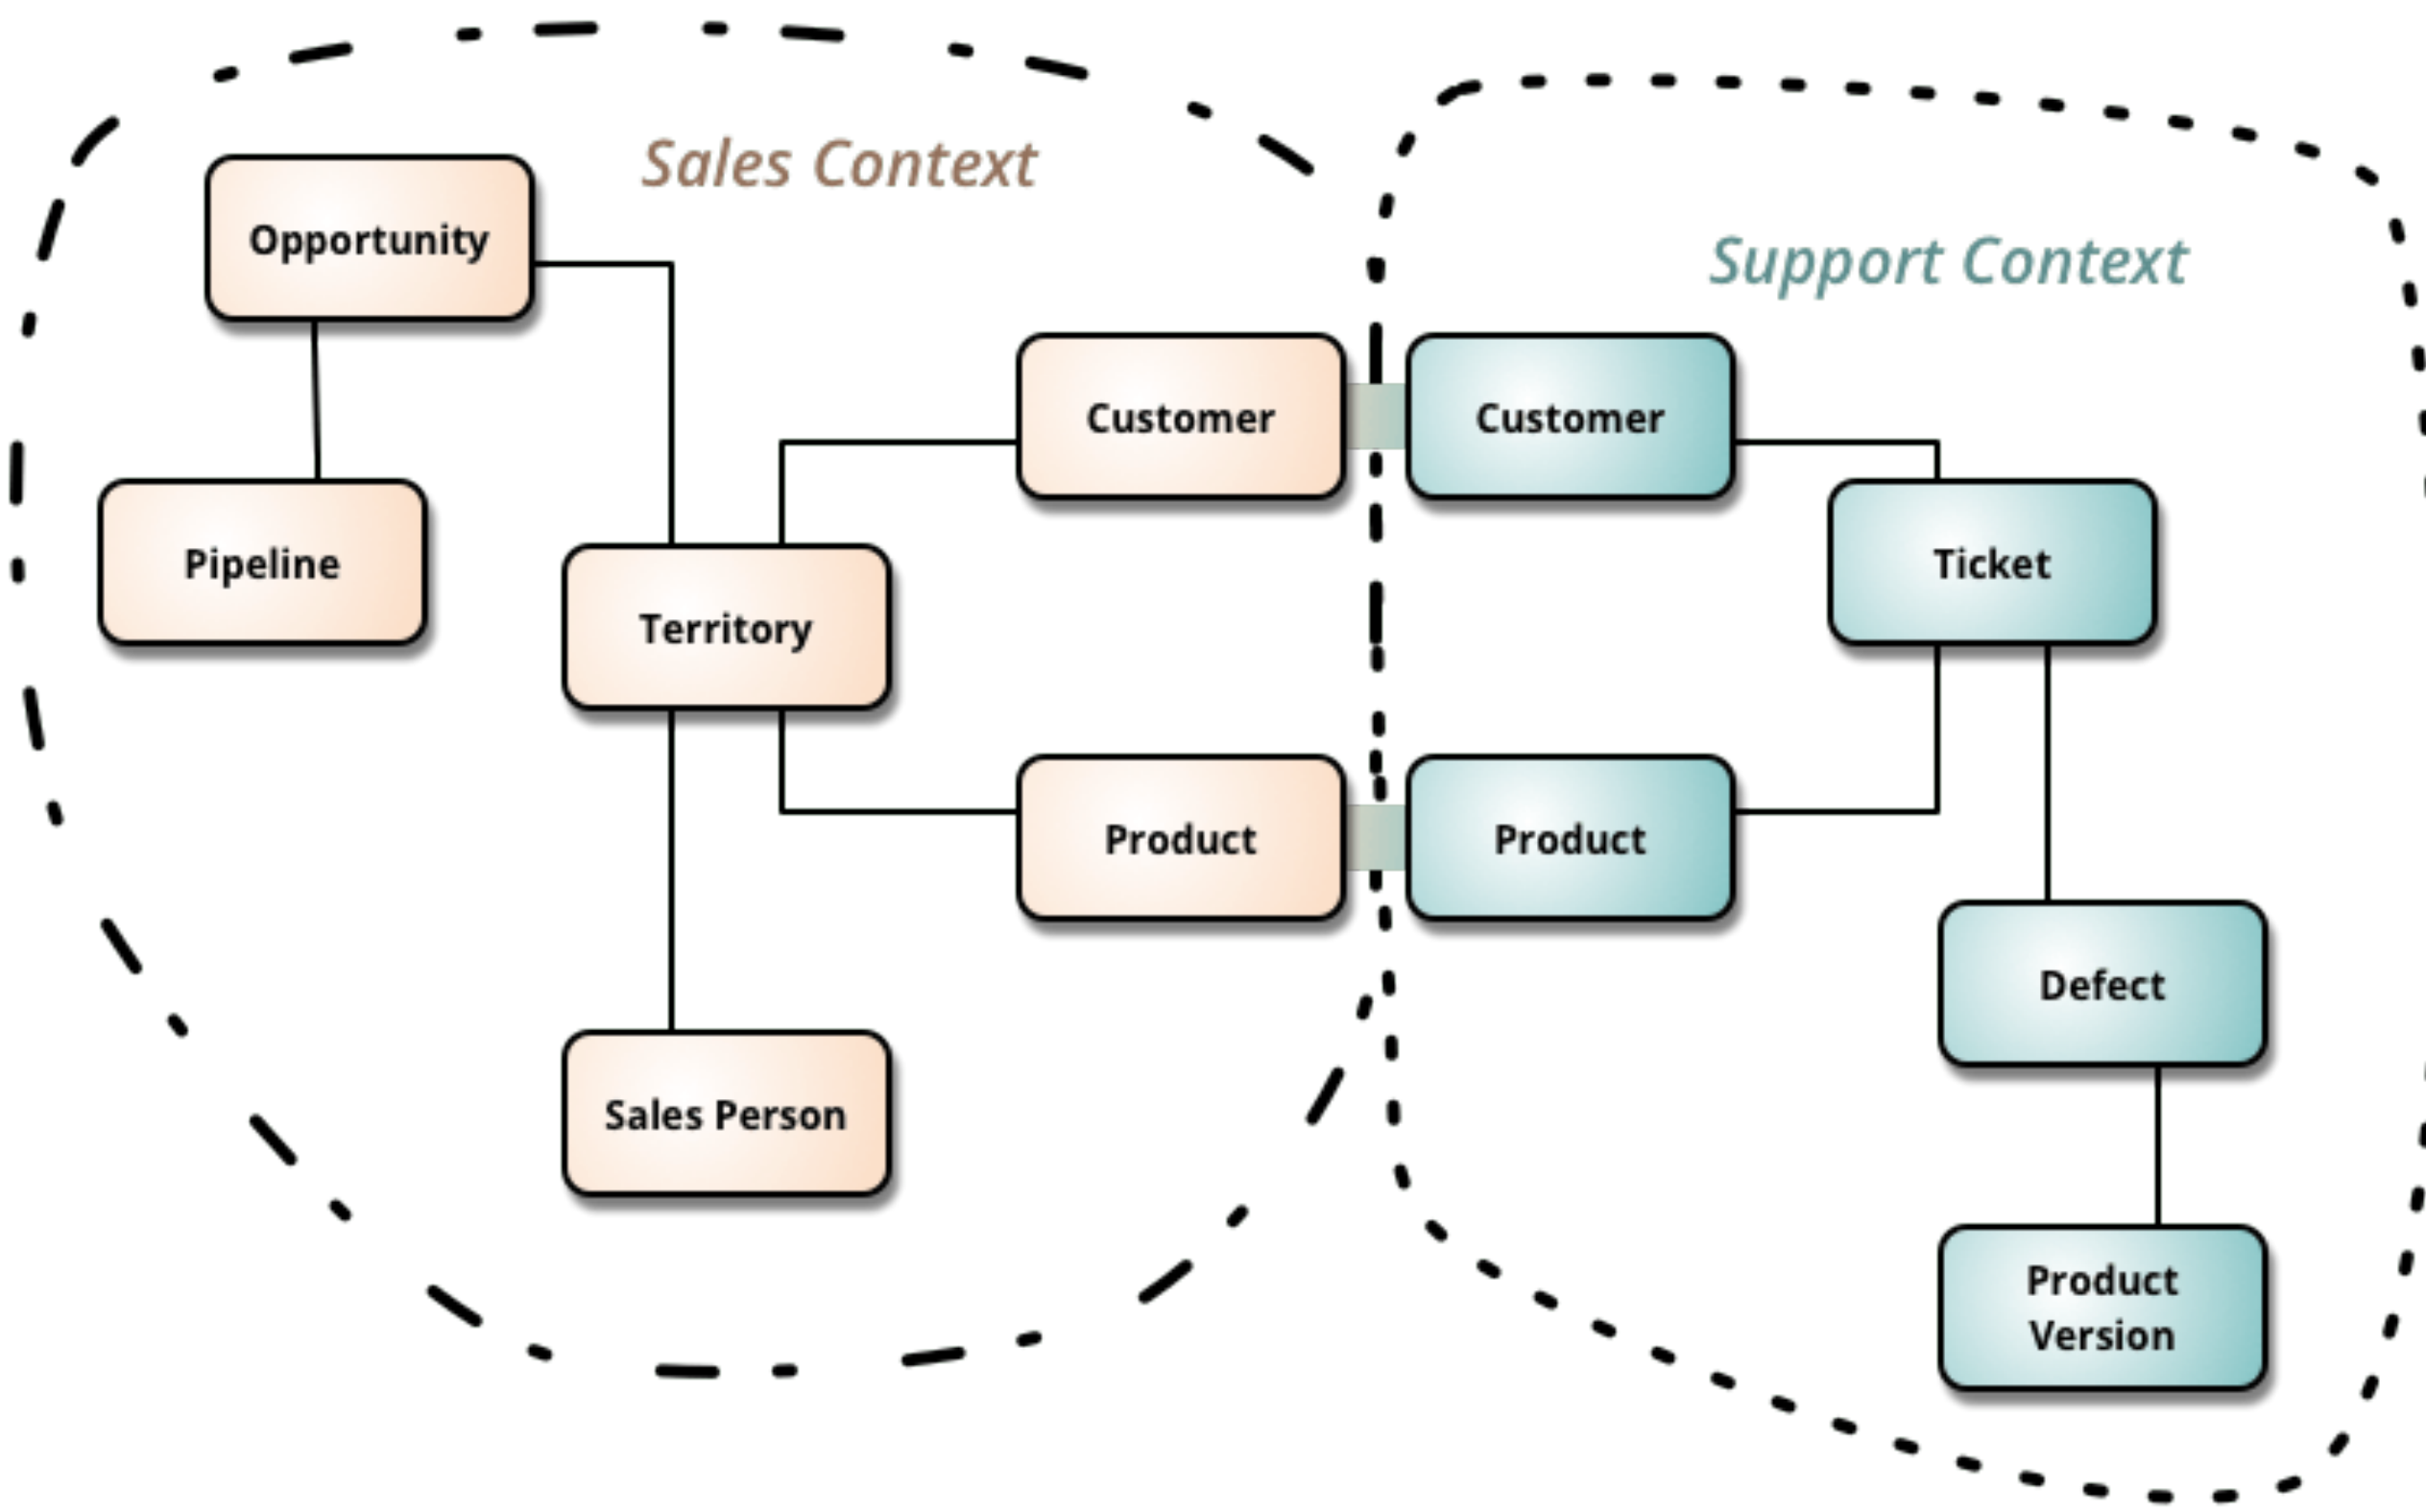 Sales Context
Opportunity
Pipeline
Territory
Customer
Product
Sales Person
Support Context
Customer
Ticket
Product
Defect
Product
Version